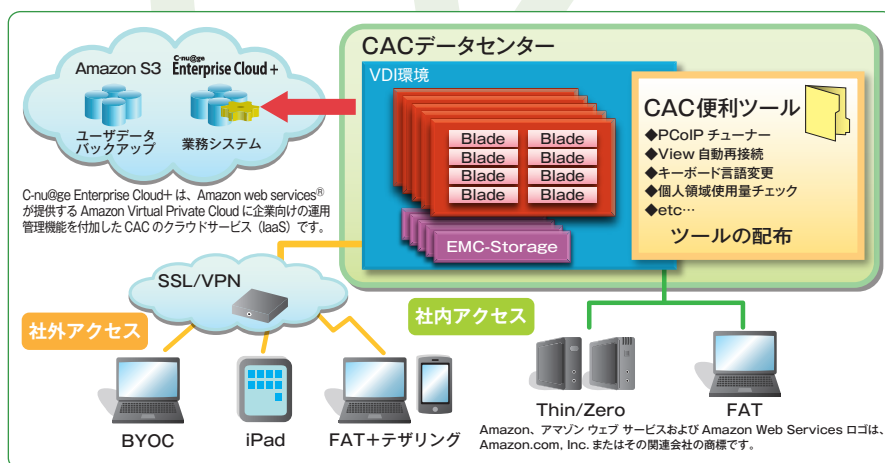 Amazon S3
C-nu@ge
Enterprise Cloud+
ユーザデータ
バックアップ
業務システム
C-nu@ge Enterprise Cloud+ は、Amazon web services®
が提供する Amazon Virtual Private Cloud に企業向けの運用
管理機能を付加した CAC のクラウドサービス（IaaS）です。
CACデータセンター
VDI環境
Blade Blade
Blade Blade
Blade Blade
Blade Blade
EMC-Storage
CAC便利ツール
◆PCoIP チューナー
◆View 自動再接続
◆キーボード言語変更
◆個人領域使用量チェック
◆etc…
ツールの配布
SSL/VPN
社外アクセス
社内アクセス
BYOC
iPad
FAT＋テザリング
Thin/Zero
FAT
Amazon、アマゾン ウェブ サービスおよび Amazon Web Services ロゴは、
Amazon.com, Inc. またはその関連会社の商標です。